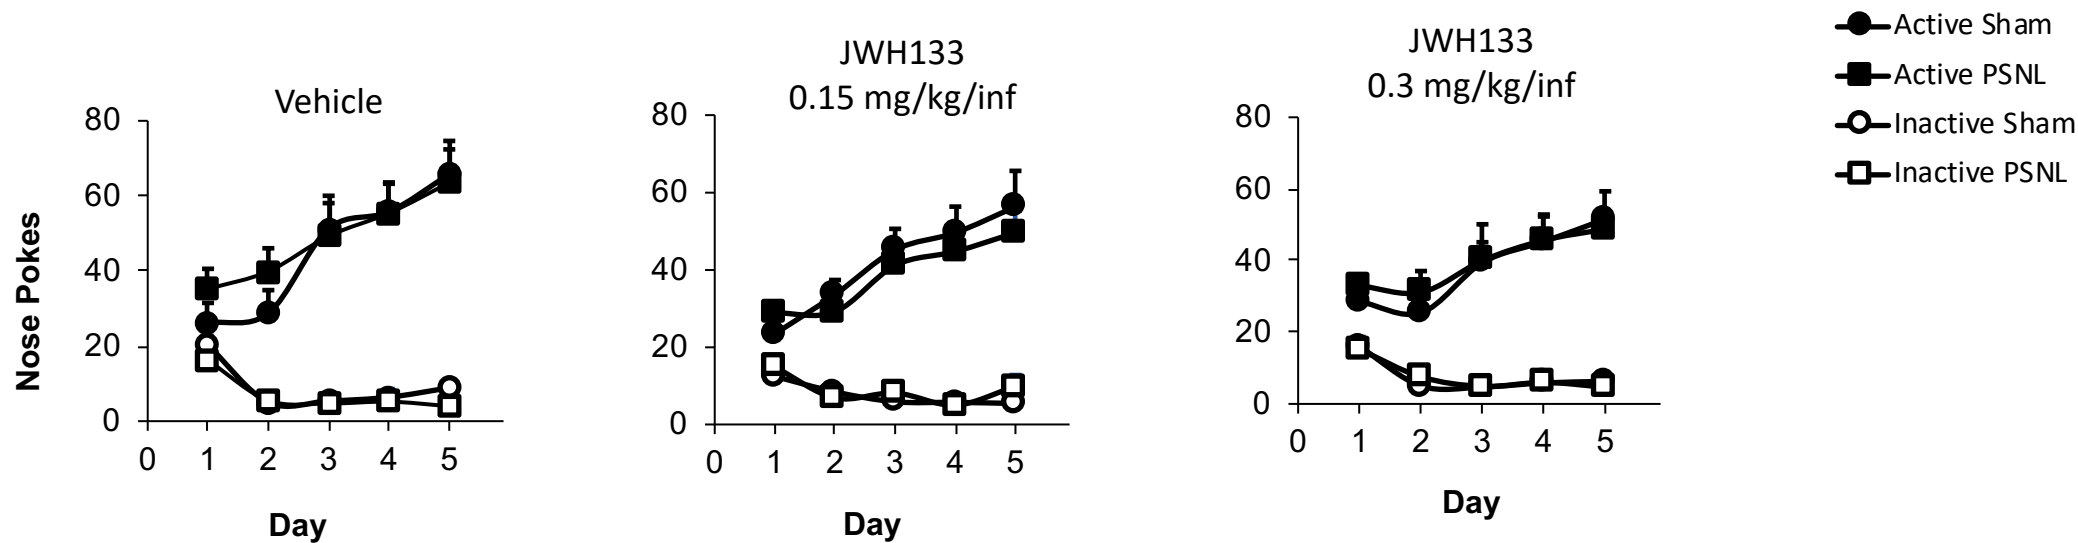 Vehicle
80
60
40
20
0
0 1 2 3 4 5
Nose Pokes
Day
JWH133
0.15 mg/kg/inf
80
60
40
20
0
0 1 2 3 4 5
Day
JWH133
0.3 mg/kg/inf
80
60
40
20
0
0 1 2 3 4 5
Day
Active Sham
Active PSNL
Inactive Sham
Inactive PSNL